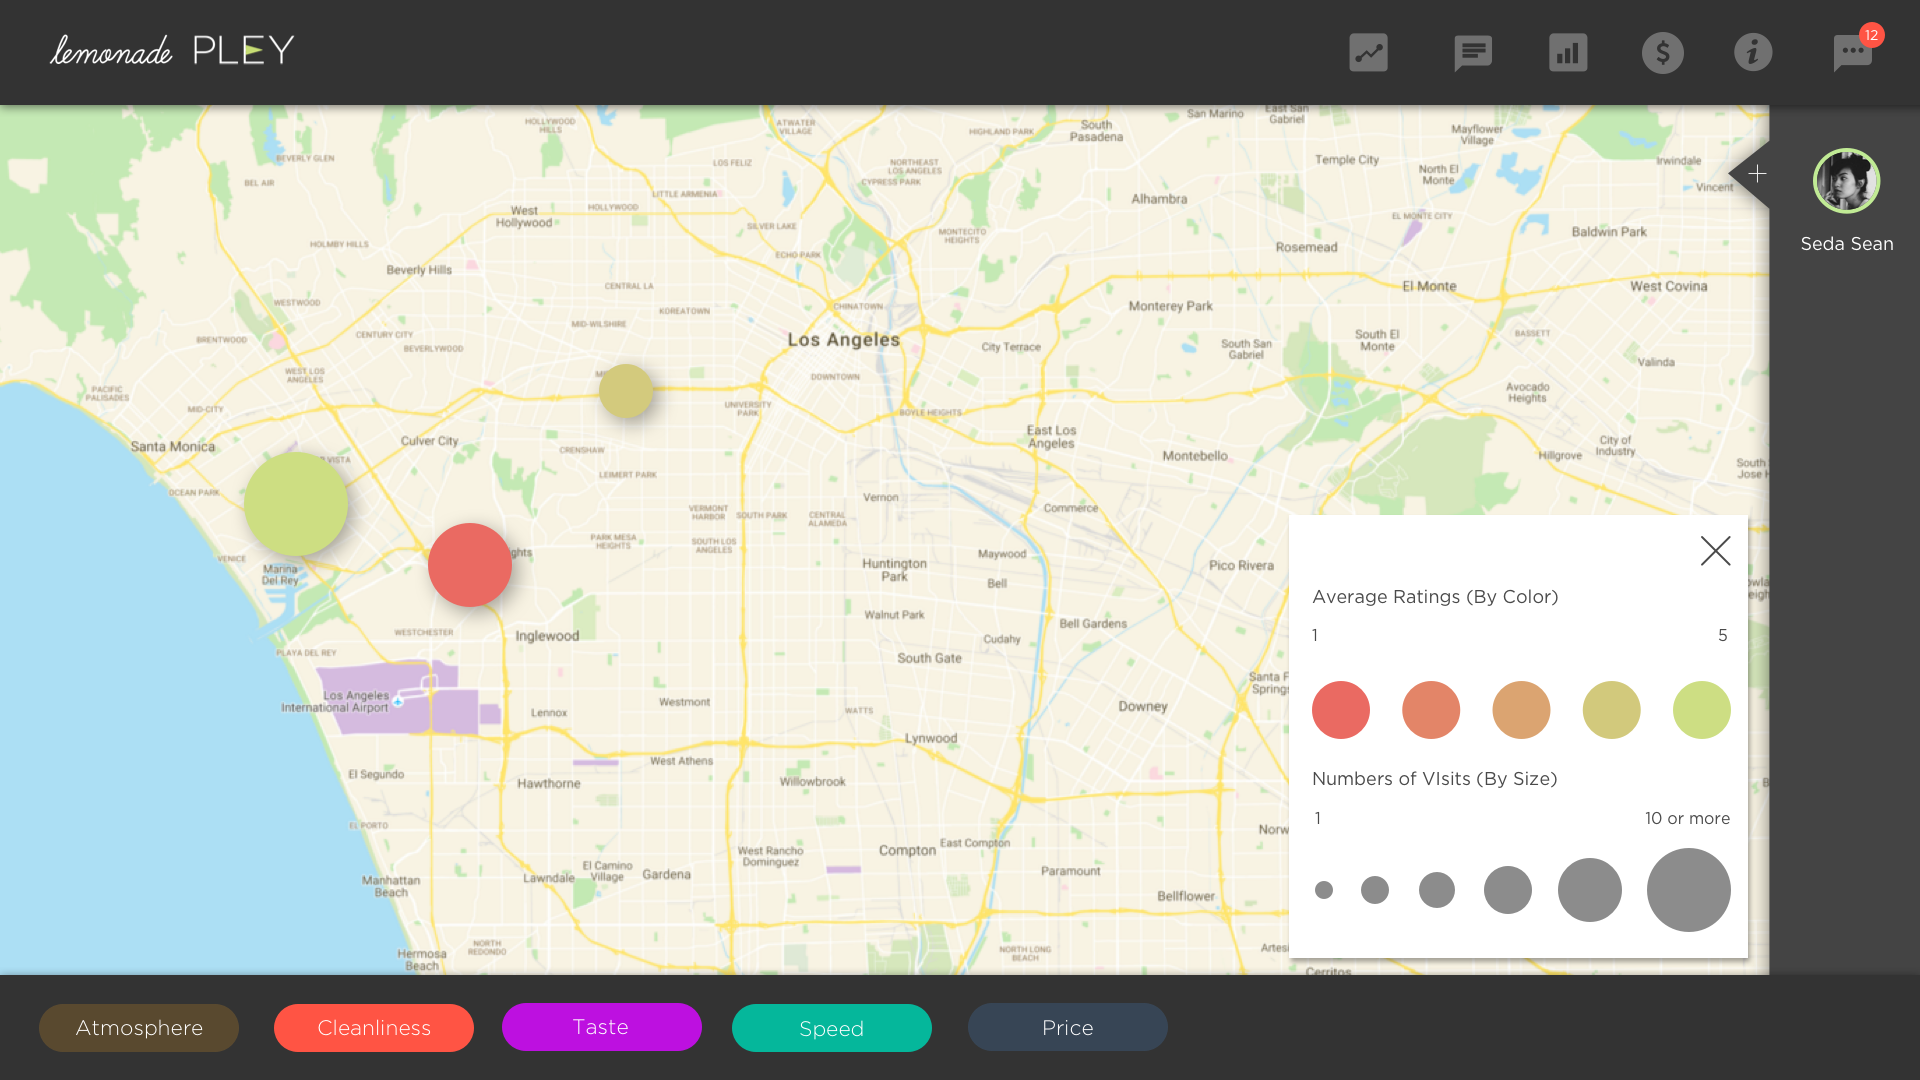 lemonade PLEY
12
Seda Sean
HOLLYWOOD
HILLS
ATWATER
VILLAGE
HIGHLAND PARK
South
Pasadena
San Marino
East San
Gabriel
Mayflower
Village
Irwindale
BEVERLY GLEN
LOS FELIZ
NORTHEAST
LOS ANGELES
CYPRESS PARK
Temple City
North El
Monte
Vincent
BEL AIR
LITTLE ARMENIA
Alhambra
West
Hollywood
HOLLYWOOD
SILVER LAKE
MONTECITO
HEIGHTS
EL MONTE CITY
Baldwin Park
HOLMBY HILLS
ECHO PARK
Rosemead
Beverly Hills
CENTRAL LA
El Monte
West Covina
WESTWOOD
KOREATOWN
CHINATOWN
Monterey Park
MID-WILSHIRE
BRENTWOOD
CENTURY CITY
BEVERLYWOOD
Los Angeles
City Terrace
South San
Gabriel
South El
Monte
BASSETT
Valinda
WEST LOS
ANGELES
DOWNTOWN
PACIFIC
PALISADES
MID-CITY
UNIVERSITY
PARK
BOYLE HEIGHTS
Avocado
Heights
Santa Monica
Culver City
CRENSHAW
East Los
Angeles
Montebello
Hillgrove
City of
Industry
VISTA
LEIMERT PARK
South
Jose H
OCEAN PARK
Vernon
VERMONT
HARBOR
SOUTH PARK
CENTRAL
ALAMEDA
Commerce
PARK MESA
HEIGHTS
SOUTH LOS
ANGELES
ghts
VENICE
Marina
Del Rey
Huntington
Park
Maywood
Bell
Pico Rivera
Walnut Park
Bell Gardens
WESTCHESTER
Inglewood
Cudahy
PLAYA DEL REY
South Gate
Santa F
Springs
Los Angeles
International Airport
Lennox
Westmont
WATTS
Downey
Lynwood
El Segundo
West Athens
Hawthorne
Willowbrook
EL PORTO
Norw
West Rancho
Dominguez
Compton
East Compton
Manhattan
Beach
Lawndale
El Camino
Village
Gardena
Paramount
Bellflower
Hermosa
Beach
NORTH
REDONDO
NORTH LONG
BEACH
Artesi
Cerritos
Average Ratings (By Color)
1 5
Numbers of VIsits (By Size)
1 10 or more
Atmosphere
Cleanliness
Taste
Speed
Price